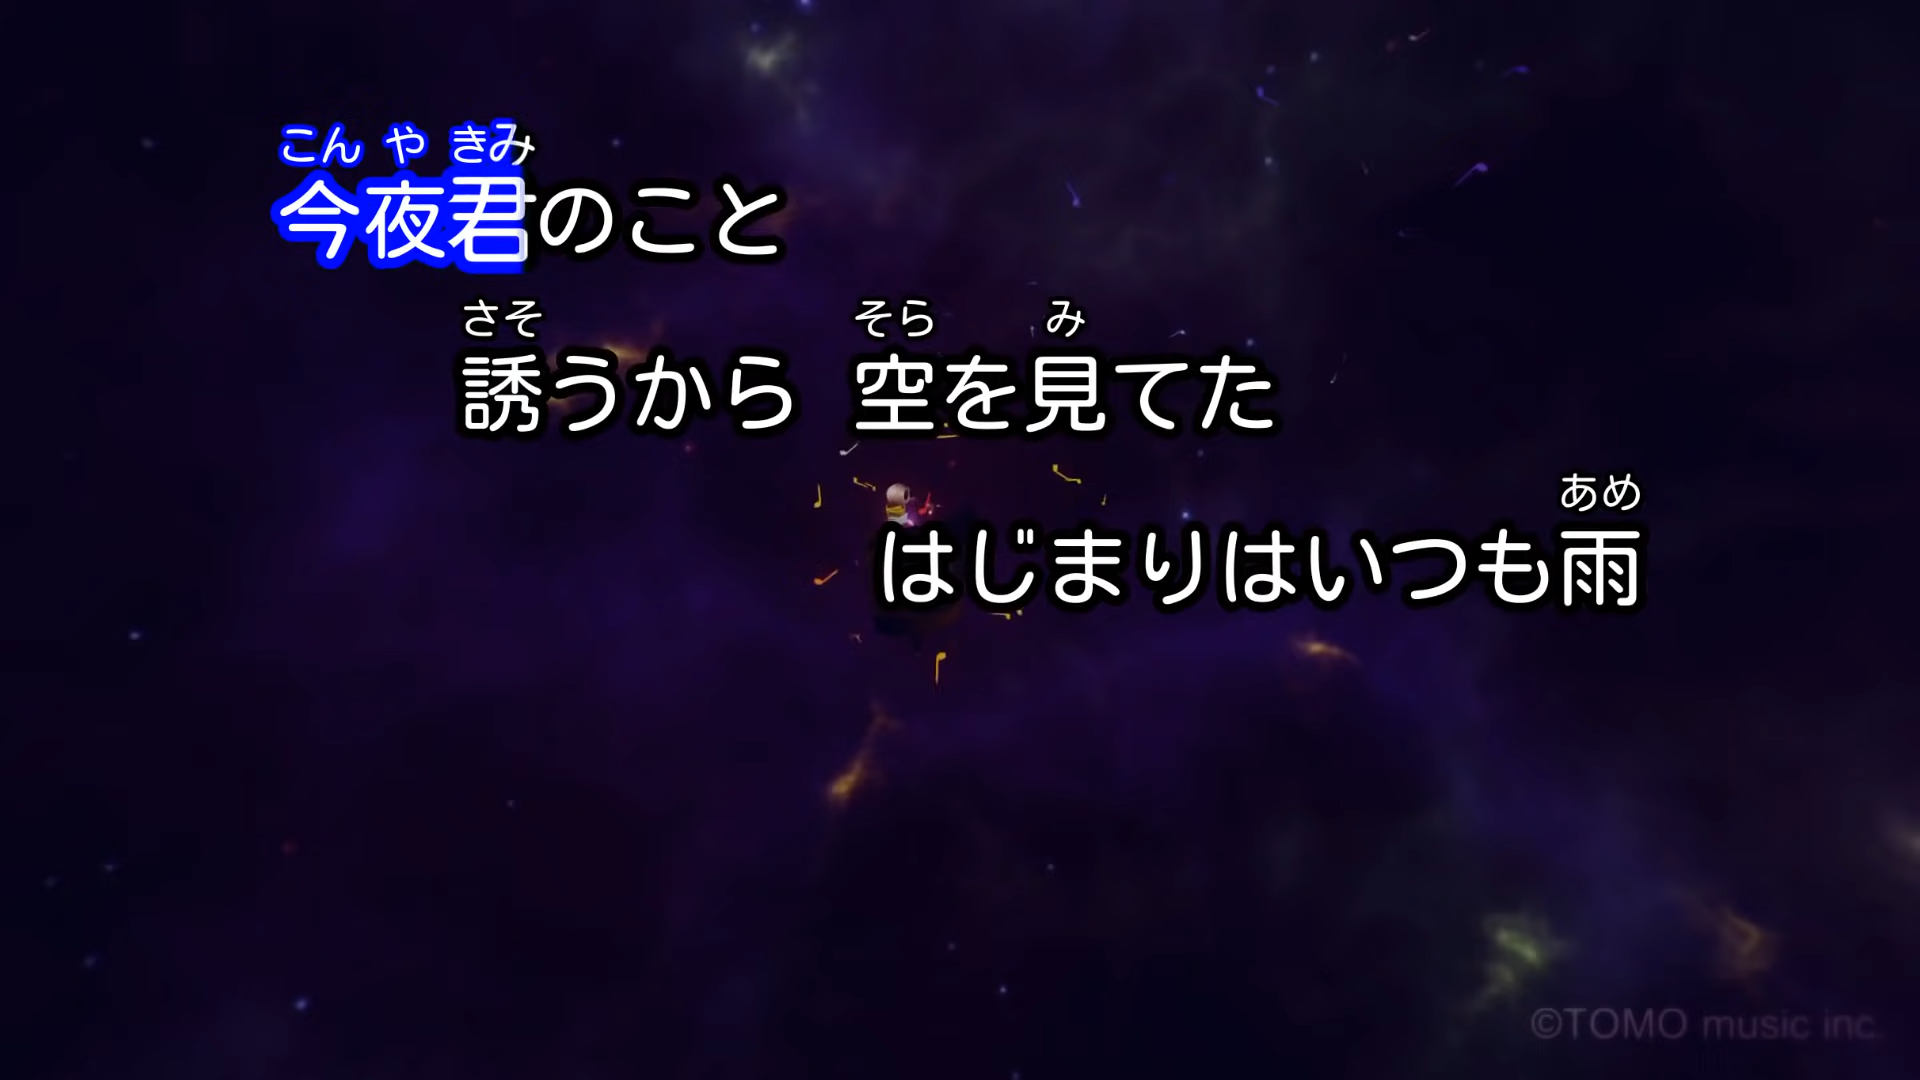 こん や きみ
今夜君のこと
さそ そら み
誘うから 空を見てた
あめ
はじまりはいつも雨
©TOMO music inc.